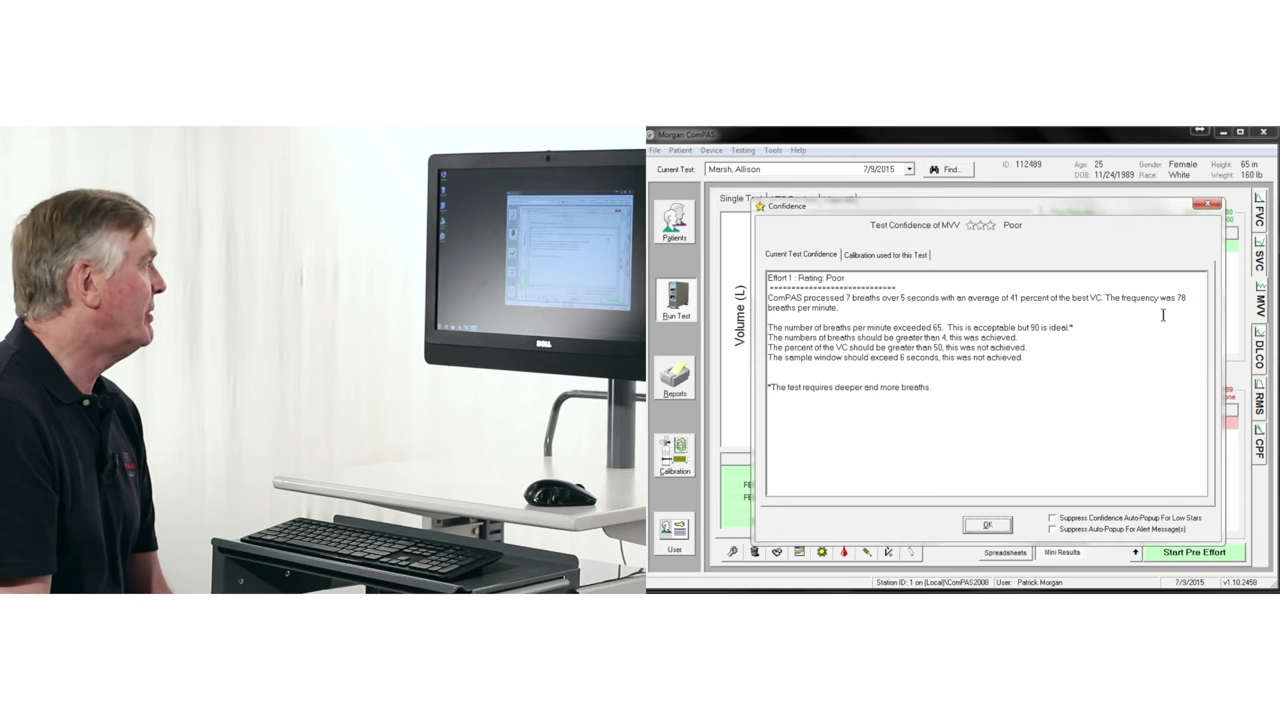 DELL
Morgan ComPAS
File Patient Device Testing Tools Help
Current Test: Marsh, Allison 7/9/2015 Find... ID: 112489 Age: 25 Gender: Female Height: 65 in
DOB: 11/24/1989 Race: White Weight: 160 lb
Patients
Run Test
Reports
Calibration
User
Single Test
Volume (L)
Confidence
Test Confidence of MVV Poor
Current Test Confidence Calibration used for this Test
Effort 1 : Rating: Poor
============================
ComPAS processed 7 breaths over 5 seconds with an average of 41 percent of the best VC. The frequency was 78
breaths per minute.
The number of breaths per minute exceeded 65. This is acceptable but 90 is ideal.*
The numbers of breaths should be greater than 4, this was achieved.
The percent of the VC should be greater than 50, this was not achieved.
The sample window should exceed 6 seconds, this was not achieved.
*The test requires deeper and more breaths.
OK
Suppress Confidence Auto-Popup For Low Stars
Suppress Auto-Popup For Alert Message(s)
FVC
SVC
MVV
DLCO
RMS
CPF
Spreadsheets Mini Results Start Pre Effort
Station ID: 1 on (Local)\ComPAS2008 User: Patrick Morgan 7/9/2015 v1.10.2458